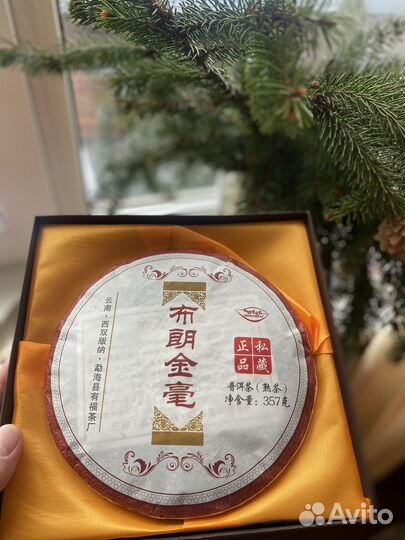 云南·西双版纳·勐海县有福茶厂
布朗金毫
私藏
正品
普洱茶(熟茶)
净含量:357克
Avito